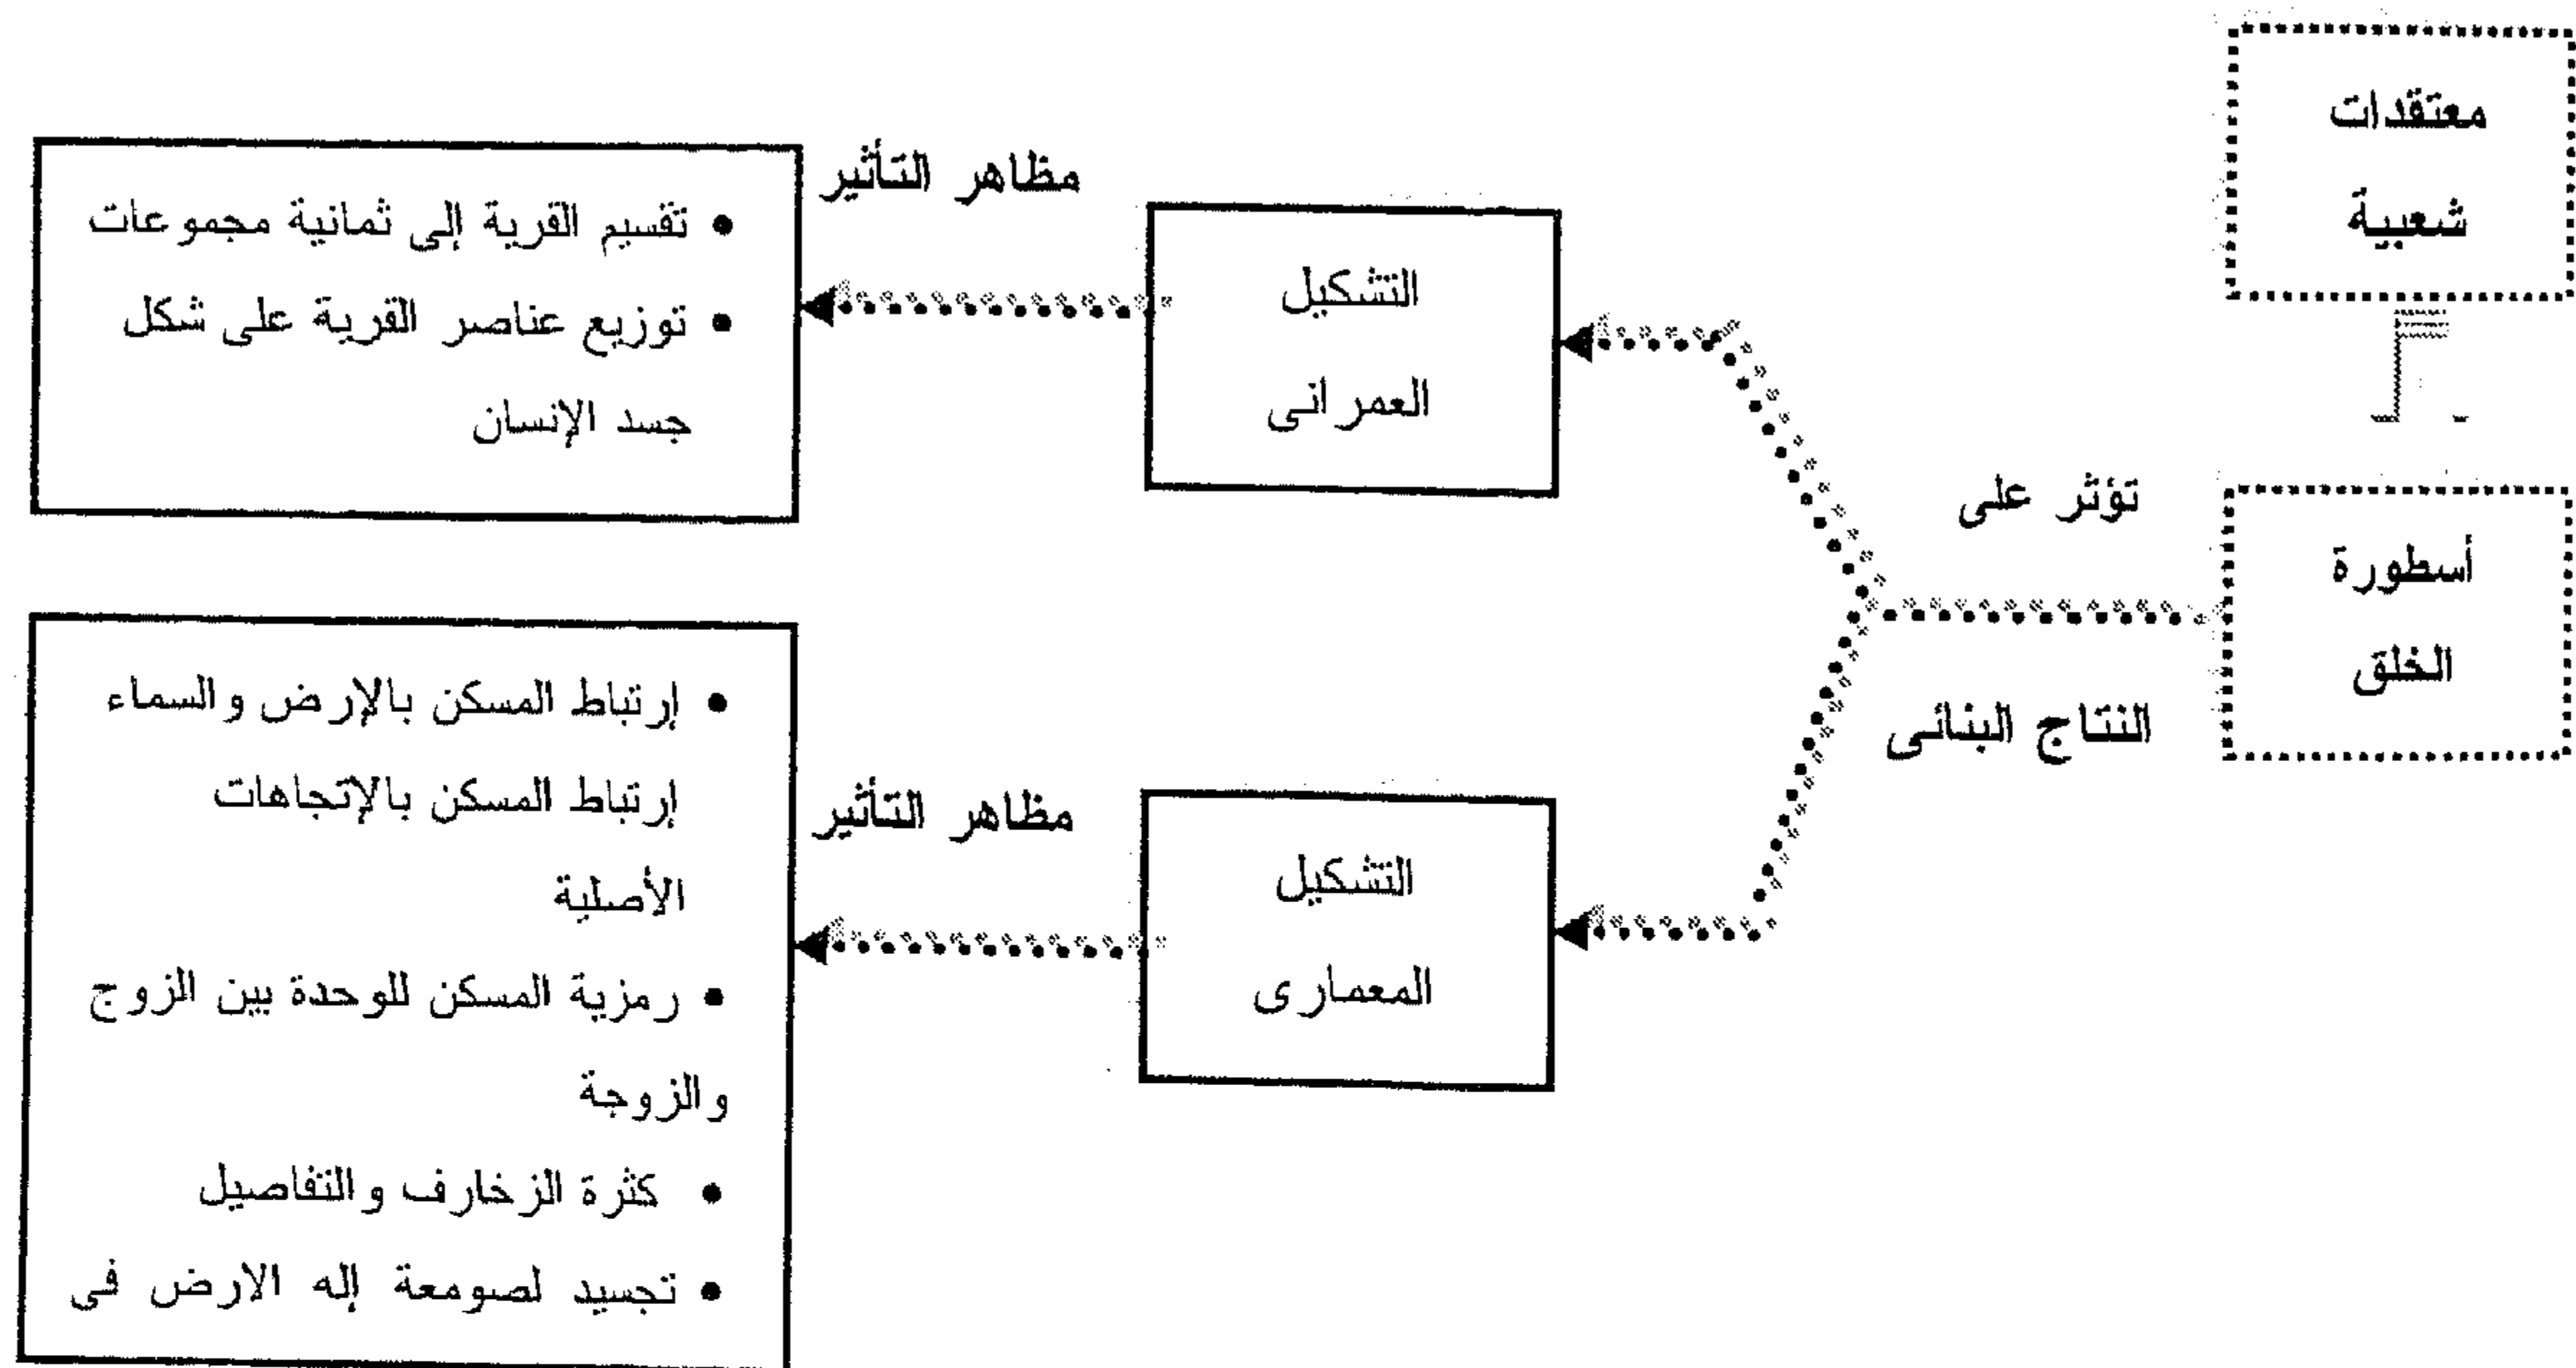 معتقدات
شعبية
أسطورة
الخلق
تؤثر على
النتاج البنائى
التشكيل
العمرانى
مظاهر التأثير
• تقسيم القرية إلى ثمانية مجموعات
• توزيع عناصر القرية على شكل
جسد الإنسان
التشكيل
المعمارى
مظاهر التأثير
• إرتباط المسكن بالإرض والسماء
إرتباط المسكن بالإتجاهات
الأصلية
• رمزية المسكن للوحدة بين الزوج
والزوجة
• كثرة الزخارف والتفاصيل
• تجسيد لصومعة إله الارض فى